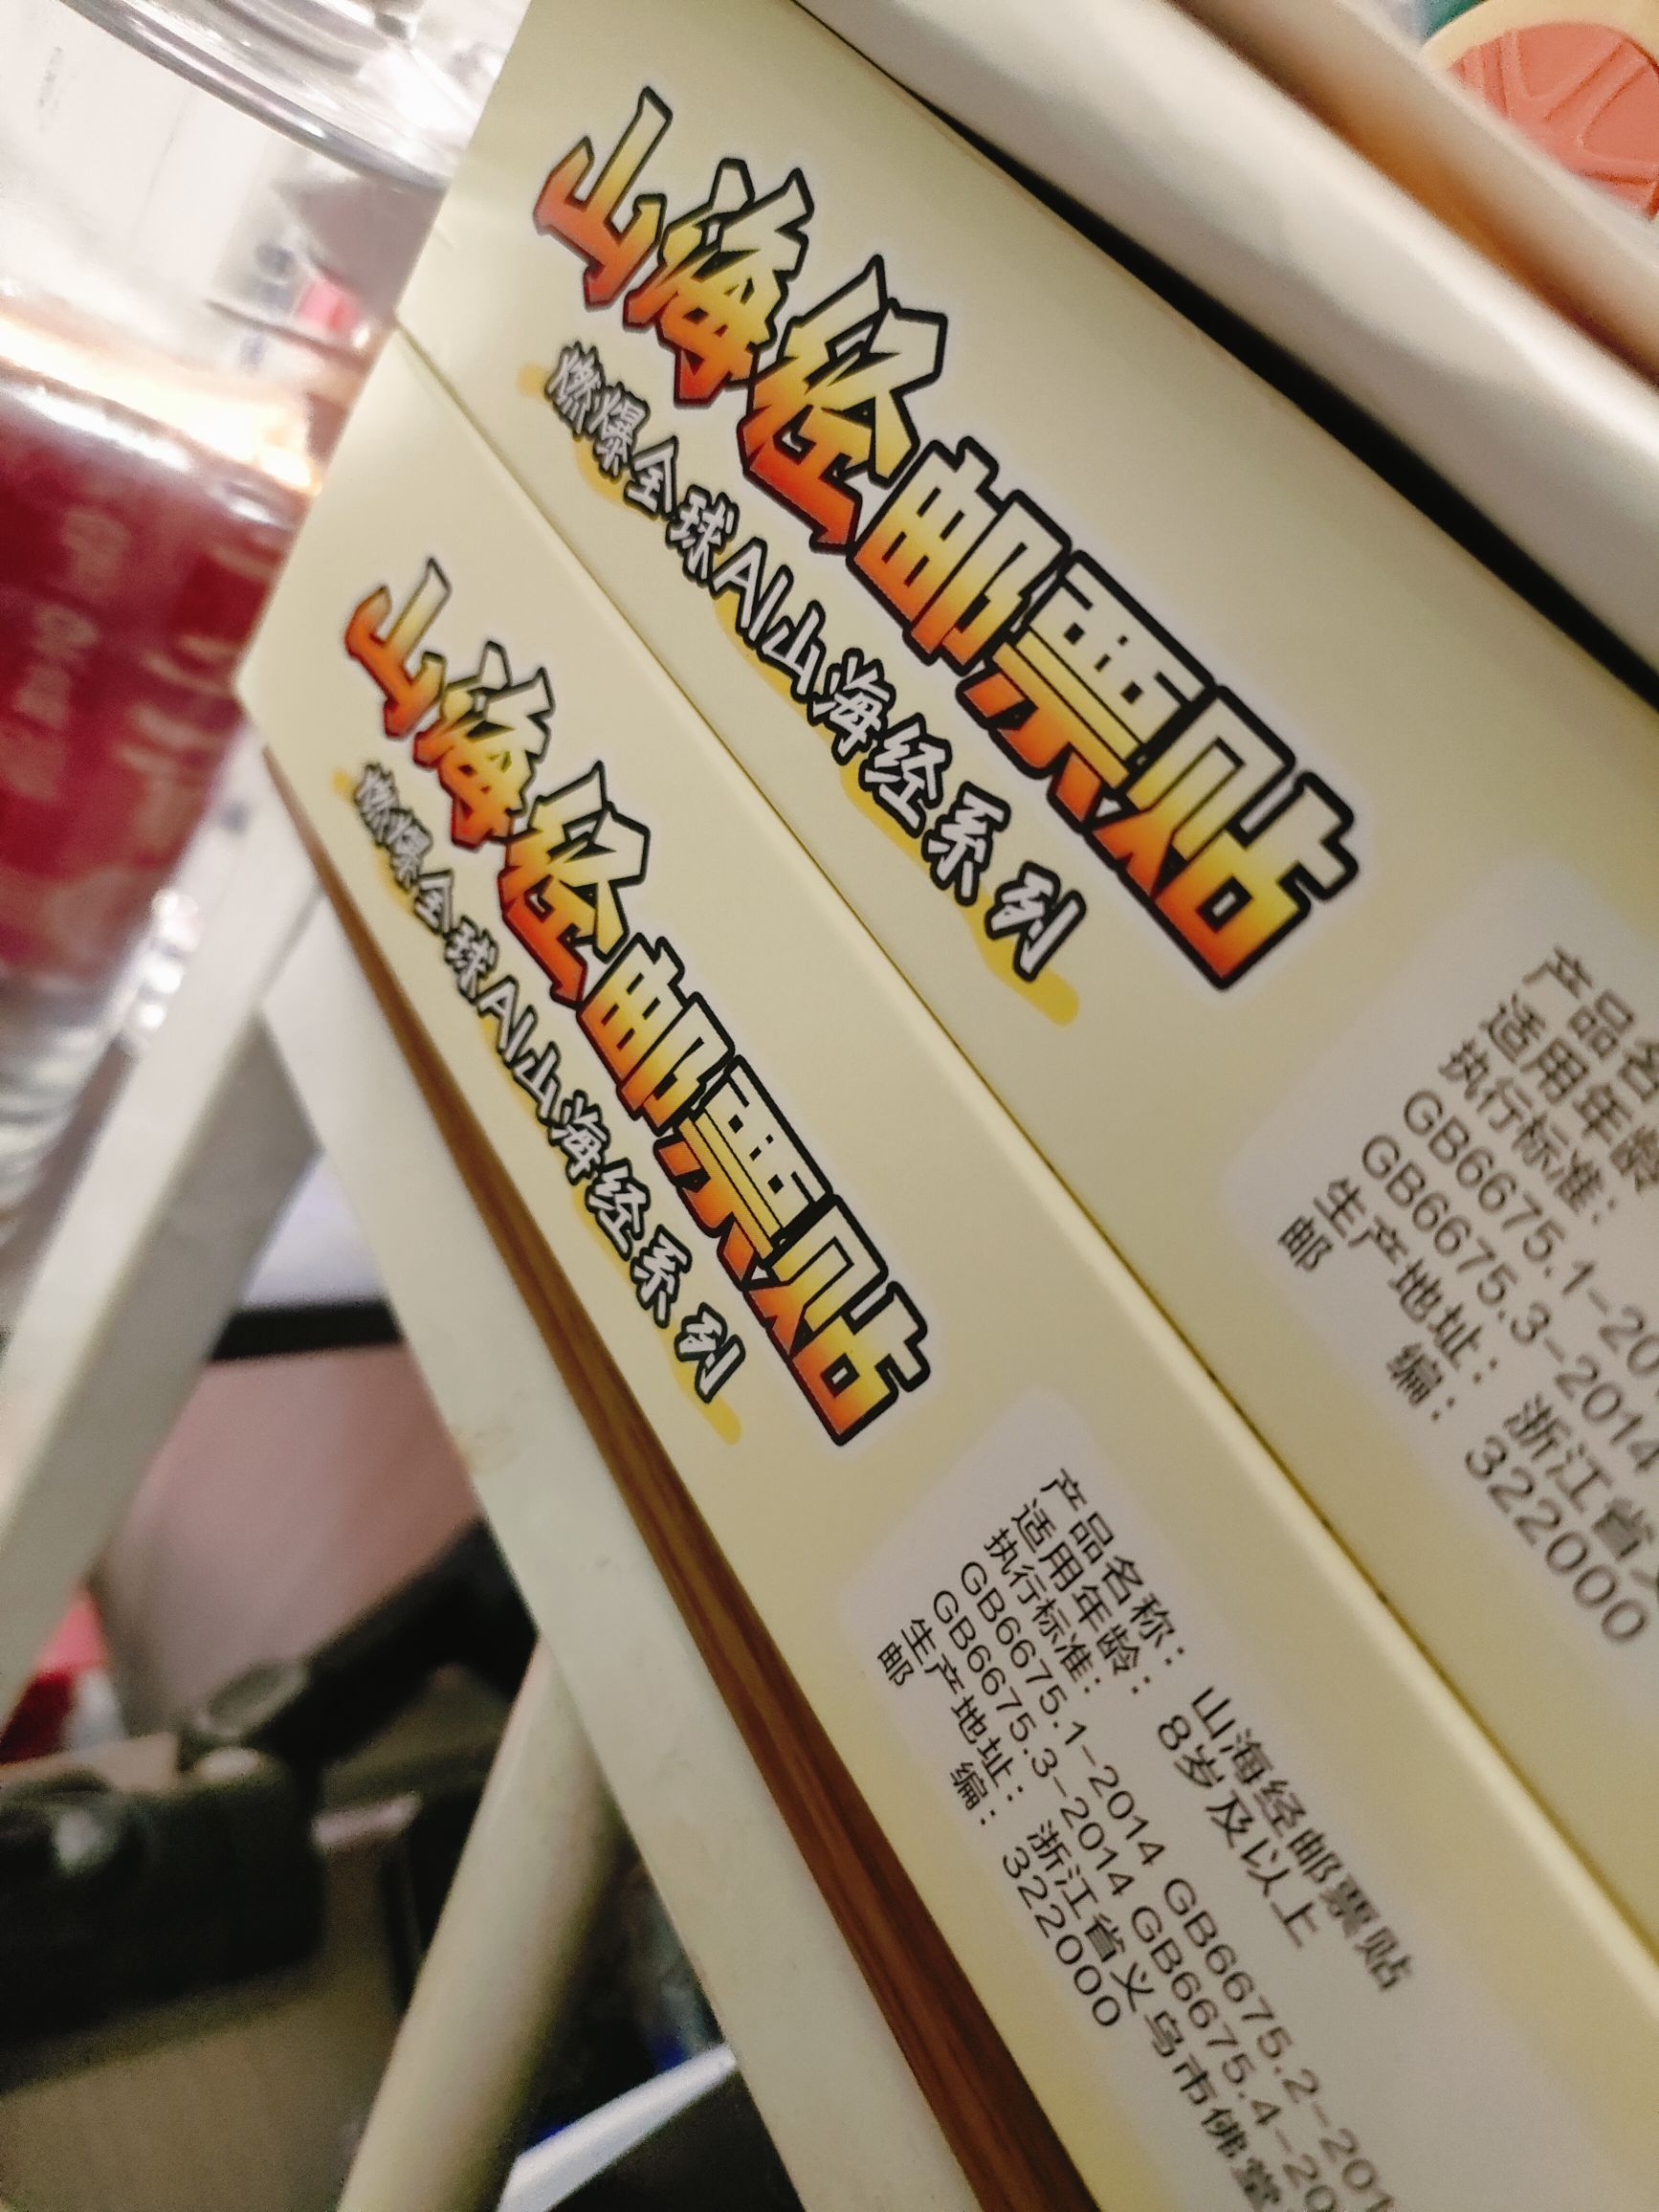 山海经邮票贴
燃爆全球AI山海经系列
产品名
适用年龄
执行标准:
GB6675.1-201
GB6675.3-2014
生产地址: 浙江省义
邮 编: 322000
山海经邮票贴
燃爆全球AI山海经系列
产品名称: 山海经邮票贴
适用年龄: 8岁及以上
执行标准:
GB6675.1-2014 GB6675.2-201
GB6675.3-2014 GB6675.4-20
生产地址: 浙江省义乌市佛堂
邮 编: 322000